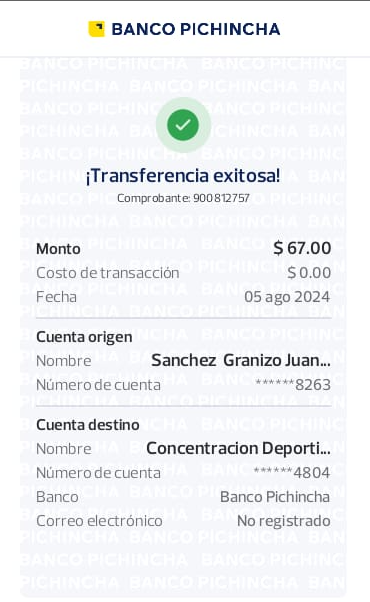 BANCO PICHINCHA
¡Transferencia exitosa!
Comprobante: 900812757
Monto $ 67.00
Costo de transacción $ 0.00
Fecha 05 ago 2024
Cuenta origen
Nombre Sanchez Granizo Juan...
Número de cuenta ******8263
Cuenta destino
Nombre Concentracion Deporti...
Número de cuenta ******4804
Banco Banco Pichincha
Correo electrónico No registrado